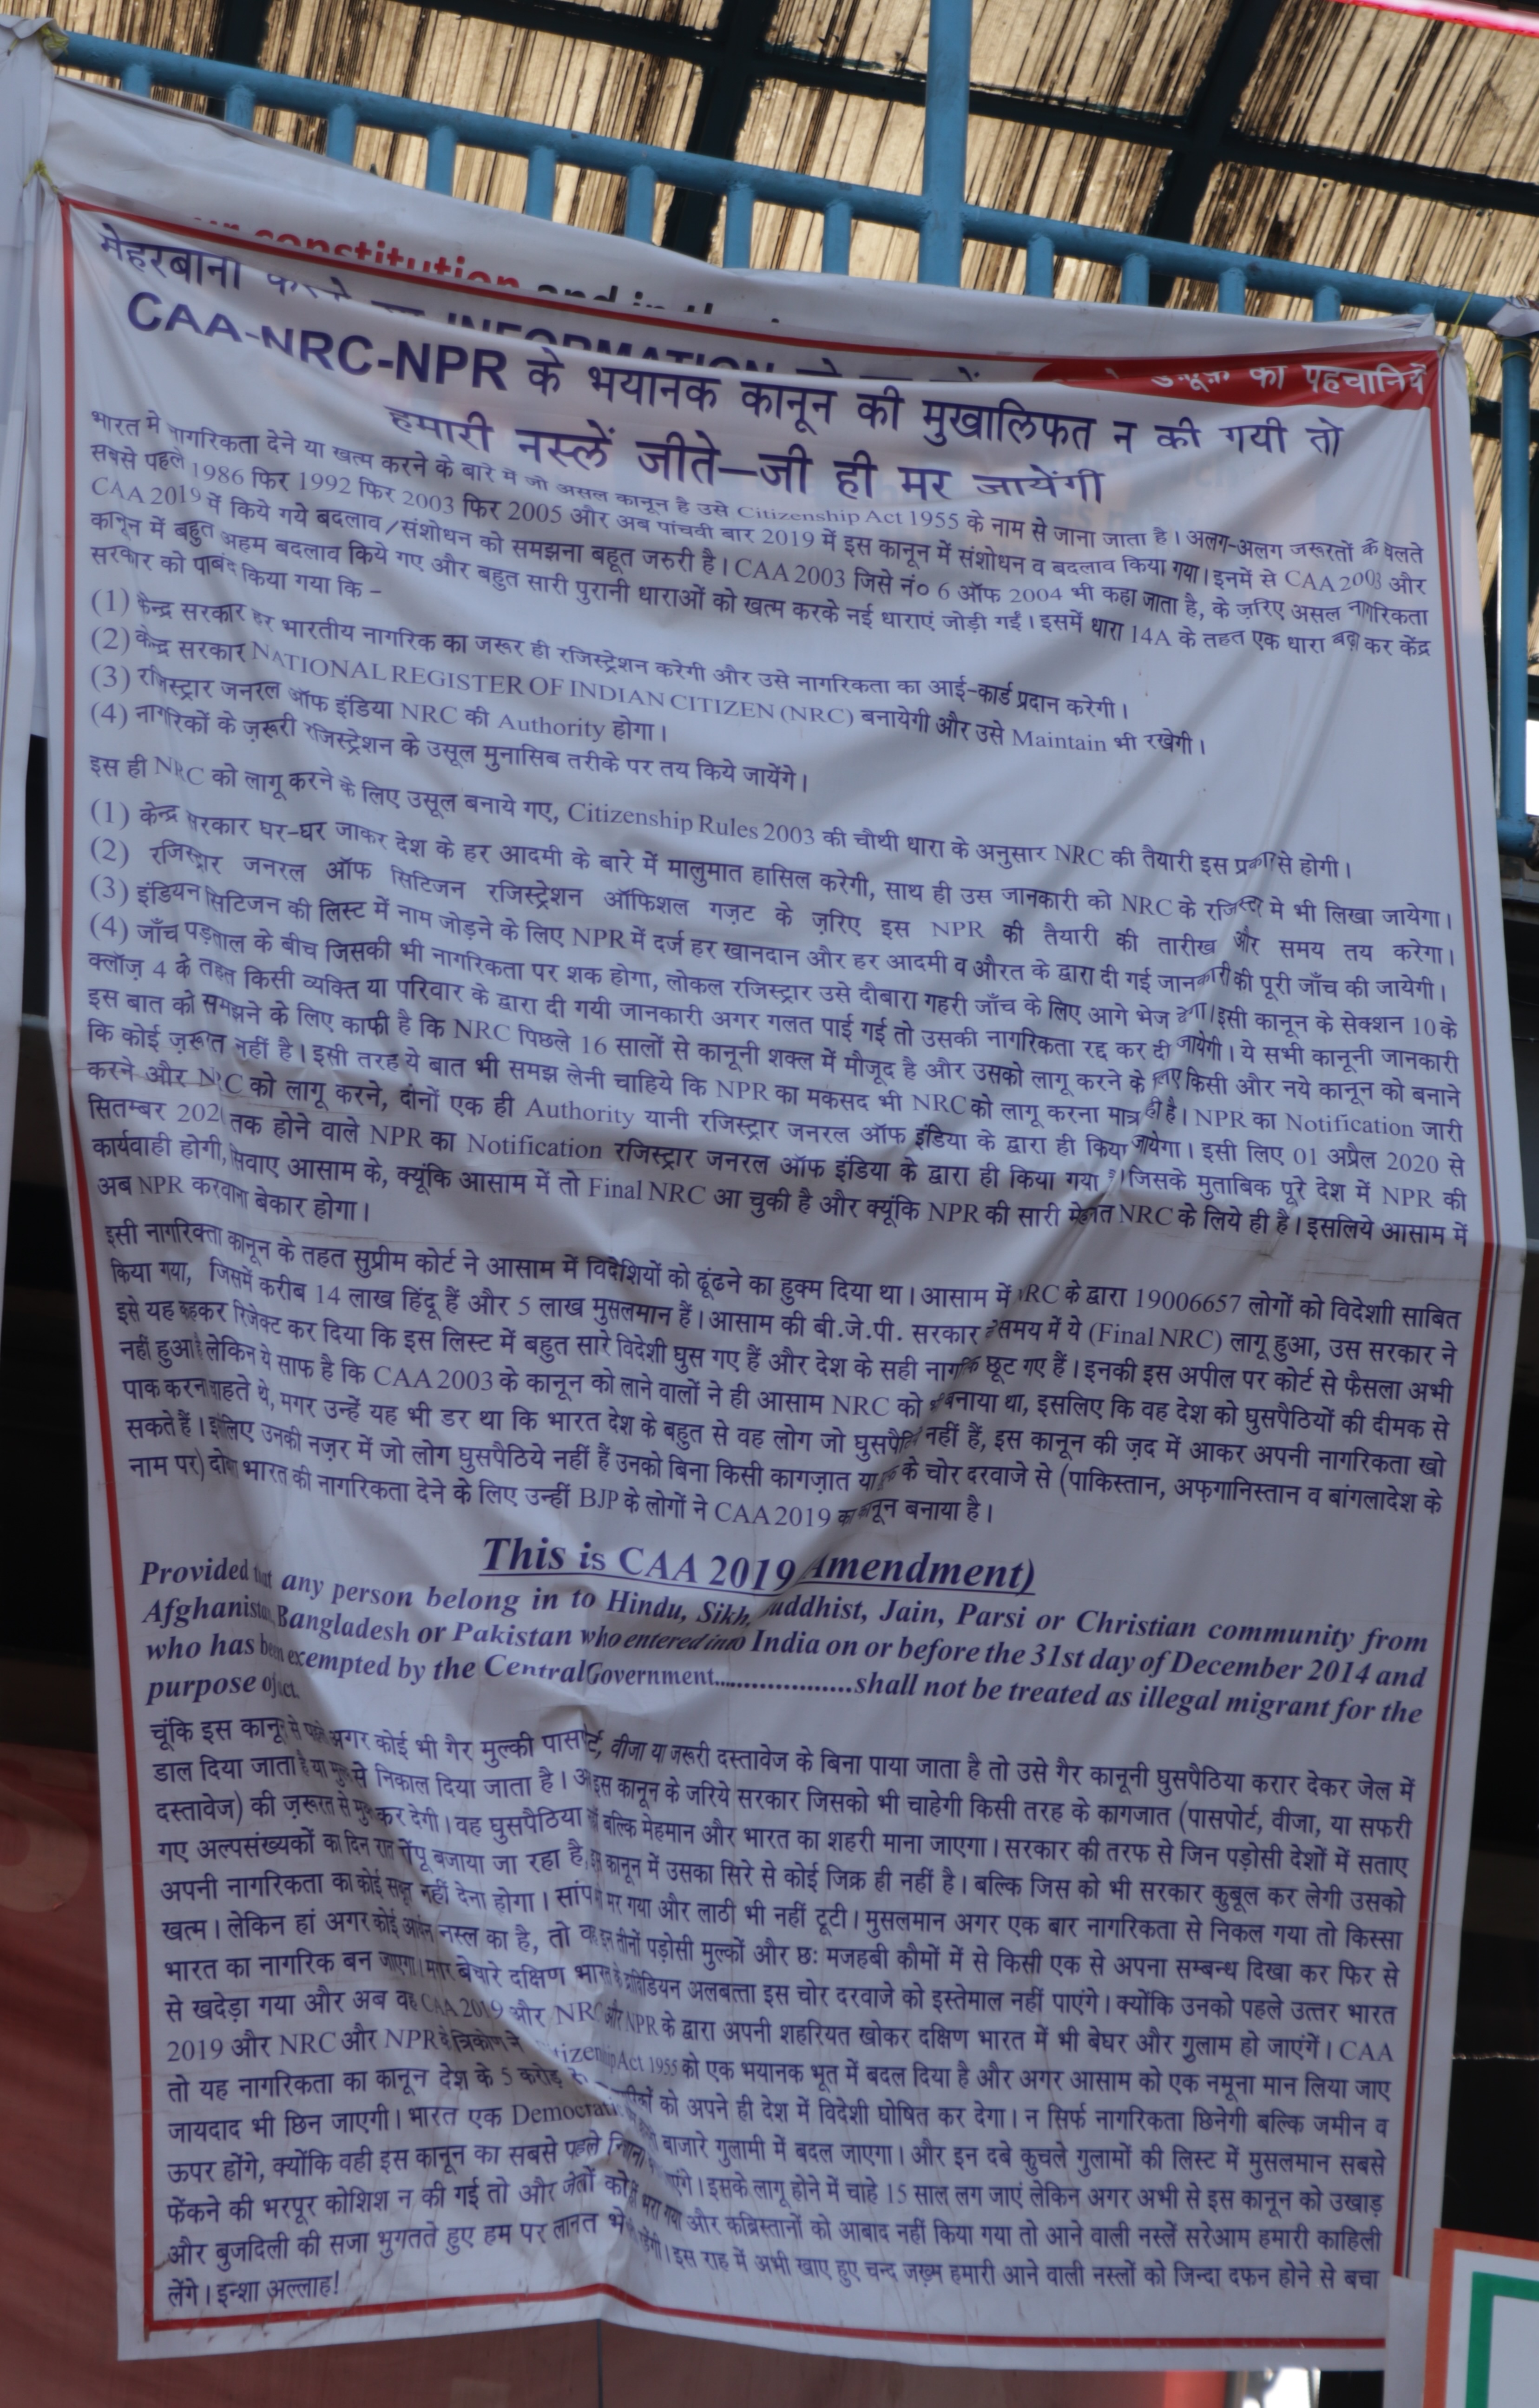 constitution
मेहरबानी
का पहचानिये
CAA-NRC-NPR के भयानक कानून की मुखालिफत न की गयी तो
हमारी नस्लें जीते–जी ही मर जायेंगी
भारत मे नागरिकता देने या खत्म करने के बारे में जो असल कानून है उसे Citizenship Act 1955 के नाम से जाना जाता है। अलग-अलग जरूरतों के चलते
सबसे पहले 1986 फिर 1992 फिर 2003 फिर 2005 और अब पांचवी बार 2019 में इस कानून में संशोधन व बदलाव किया गया। इनमें से CAA 2003 और
CAA 2019 में किये गये बदलाव/संशोधन को समझना बहूत जरुरी है। CAA 2003 जिसे नं० 6 ऑफ 2004 भी कहा जाता है, के ज़रिए असल नागरिकता
कानून में बहुत अहम बदलाव किये गए और बहुत सारी पुरानी धाराओं को खत्म करके नई धाराएं जोड़ी गईं। इसमें धारा 14A के तहत एक धारा बढ़ा कर केंद्र
सरकार को पाबंद किया गया कि –
(1) केन्द्र सरकार हर भारतीय नागरिक का जरूर ही रजिस्ट्रेशन करेगी और उसे नागरिकता का आई-कार्ड प्रदान करेगी।
(2) केंद्र सरकार NATIONAL REGISTER OF INDIAN CITIZEN (NRC) बनायेगी और उसे Maintain भी रखेगी।
(3) रजिस्ट्रार जनरल ऑफ इंडिया NRC की Authority होगा।
(4) नागरिकों के ज़रूरी रजिस्ट्रेशन के उसूल मुनासिब तरीके पर तय किये जायेंगे।
इस ही NRC को लागू करने के लिए उसूल बनाये गए, Citizenship Rules 2003 की चौथी धारा के अनुसार NRC की तैयारी इस प्रकार से होगी।
(1) केन्द्र सरकार घर-घर जाकर देश के हर आदमी के बारे में मालुमात हासिल करेगी, साथ ही उस जानकारी को NRC के रजिस्टर मे भी लिखा जायेगा।
(2) रजिस्ट्रार जनरल ऑफ सिटिजन रजिस्ट्रेशन ऑफिशल गज़ट के ज़रिए इस NPR की तैयारी की तारीख और समय तय करेगा।
(3) इंडियन सिटिजन की लिस्ट में नाम जोड़ने के लिए NPR में दर्ज हर खानदान और हर आदमी व औरत के द्वारा दी गई जानकारी की पूरी जाँच की जायेगी।
(4) जाँच पड़ताल के बीच जिसकी भी नागरिकता पर शक होगा, लोकल रजिस्ट्रार उसे दौबारा गहरी जाँच के लिए आगे भेज देगा। इसी कानून के सेक्शन 10 के
क्लॉज़ 4 के तहत किसी व्यक्ति या परिवार के द्वारा दी गयी जानकारी अगर गलत पाई गई तो उसकी नागरिकता रद्द कर दी जायेगी। ये सभी कानूनी जानकारी
इस बात को समझने के लिए काफी है कि NRC पिछले 16 सालों से कानूनी शक्ल में मौजूद है और उसको लागू करने के लिए किसी और नये कानून को बनाने
कि कोई ज़रूरत नहीं है। इसी तरह ये बात भी समझ लेनी चाहिये कि NPR का मकसद भी NRC को लागू करना मात्र ही है। NPR का Notification जारी
करने और NRC को लागू करने, दोनों एक ही Authority यानी रजिस्ट्रार जनरल ऑफ इंडिया के द्वारा ही किया जायेगा। इसी लिए 01 अप्रैल 2020 से
सितम्बर 202 तक होने वाले NPR का Notification रजिस्ट्रार जनरल ऑफ इंडिया के द्वारा ही किया गया है। जिसके मुताबिक पूरे देश में NPR की
कार्यवाही होगी, सिवाए आसाम के, क्यूंकि आसाम में तो Final NRC आ चुकी है और क्यूंकि NPR की सारी मेहनत NRC के लिये ही है। इसलिये आसाम में
अब NPR करवाना बेकार होगा।
इसी नागरिक्ता कानून के तहत सुप्रीम कोर्ट ने आसाम में विदेशियों को ढूंढने का हुक्म दिया था। आसाम में NRC के द्वारा 19006657 लोगों को विदेशी साबित
किया गया, जिसमें करीब 14 लाख हिंदू हैं और 5 लाख मुसलमान हैं। आसाम की बी.जे.पी. सरकार के समय में ये (Final NRC) लागू हुआ, उस सरकार ने
इसे यह कहकर रिजेक्ट कर दिया कि इस लिस्ट में बहुत सारे विदेशी घुस गए हैं और देश के सही नागरिक छूट गए हैं। इनकी इस अपील पर कोर्ट से फैसला अभी
नहीं हुआ है लेकिन ये साफ है कि CAA 2003 के कानून को लाने वालों ने ही आसाम NRC को बनाया था, इसलिए कि वह देश को घुसपैठियों की दीमक से
पाक करना चाहते थे, मगर उन्हें यह भी डर था कि भारत देश के बहुत से वह लोग जो घुसपैठिये नहीं हैं, इस कानून की ज़द में आकर अपनी नागरिकता खो
सकते हैं। इसलिए उनकी नज़र में जो लोग घुसपैठिये नहीं हैं उनको बिना किसी कागज़ात या के चोर दरवाजे से (पाकिस्तान, अफ़गानिस्तान व बांगलादेश के
नाम पर) भारत की नागरिकता देने के लिए उन्हीं BJP के लोगों ने CAA 2019 का कानून बनाया है।
This is CAA 2019 Amendment)
Provided that any person belong in to Hindu, Sikh, Buddhist, Jain, Parsi or Christian community from
Afghanistan, Bangladesh or Pakistan who entered into India on or before the 31st day of December 2014 and
who has been exempted by the Central Government....................shall not be treated as illegal migrant for the
purpose of act.
चूंकि इस कानून से पहले अगर कोई भी गैर मुल्की पासपोर्ट, वीजा या जरूरी दस्तावेज के बिना पाया जाता है तो उसे गैर कानूनी घुसपैठिया करार देकर जेल में
डाल दिया जाता है या मुल्क से निकाल दिया जाता है। इस कानून के जरिये सरकार जिसको भी चाहेगी किसी तरह के कागजात (पासपोर्ट, वीजा, या सफरी
दस्तावेज) की ज़रूरत से मुक्त कर देगी। वह घुसपैठिया नहीं बल्कि मेहमान और भारत का शहरी माना जाएगा। सरकार की तरफ से जिन पड़ोसी देशों में सताए
गए अल्पसंख्यकों का दिन रात भोंपू बजाया जा रहा है, इस कानून में उसका सिरे से कोई जिक्र ही नहीं है। बल्कि जिस को भी सरकार कुबूल कर लेगी उसको
अपनी नागरिकता का कोई सबूत नहीं देना होगा। सांप मर गया और लाठी भी नहीं टूटी। मुसलमान अगर एक बार नागरिकता से निकल गया तो किस्सा
खत्म। लेकिन हां अगर कोई आर्यन नस्ल का है, तो वह इन तीनों पड़ोसी मुल्कों और छः मजहबी कौमों में से किसी एक से अपना सम्बन्ध दिखा कर फिर से
भारत का नागरिक बन जाएगा। मगर बेचारे दक्षिण भारत के द्राविडियन अलबत्ता इस चोर दरवाजे को इस्तेमाल नहीं पाएंगे। क्योंकि उनको पहले उत्तर भारत
से खदेड़ा गया और अब वह CAA 2019 और NRC और NPR के द्वारा अपनी शहरियत खोकर दक्षिण भारत में भी बेघर और गुलाम हो जाएंगें। CAA
2019 और NRC और NPR के त्रिकोण ने Citizenship Act 1955 को एक भयानक भूत में बदल दिया है और अगर आसाम को एक नमूना मान लिया जाए
तो यह नागरिकता का कानून देश के 5 करोड़ को अपने ही देश में विदेशी घोषित कर देगा। न सिर्फ नागरिकता छिनेगी बल्कि जमीन व
जायदाद भी छिन जाएगी। भारत एक Democratic बाजारे गुलामी में बदल जाएगा। और इन दबे कुचले गुलामों की लिस्ट में मुसलमान सबसे
ऊपर होंगे, क्योंकि वही इस कानून का सबसे पहले निशाना । इसके लागू होने में चाहे 15 साल लग जाएं लेकिन अगर अभी से इस कानून को उखाड़
फेंकने की भरपूर कोशिश न की गई तो और जेलों को भरा गया और कब्रिस्तानों को आबाद नहीं किया गया तो आने वाली नस्लें सरेआम हमारी काहिली
और बुजदिली की सजा भुगतते हुए हम पर लानत । इस राह में अभी खाए हुए चन्द जख़्म हमारी आने वाली नस्लों को जिन्दा दफन होने से बचा
लेंगे। इन्शा अल्लाह!